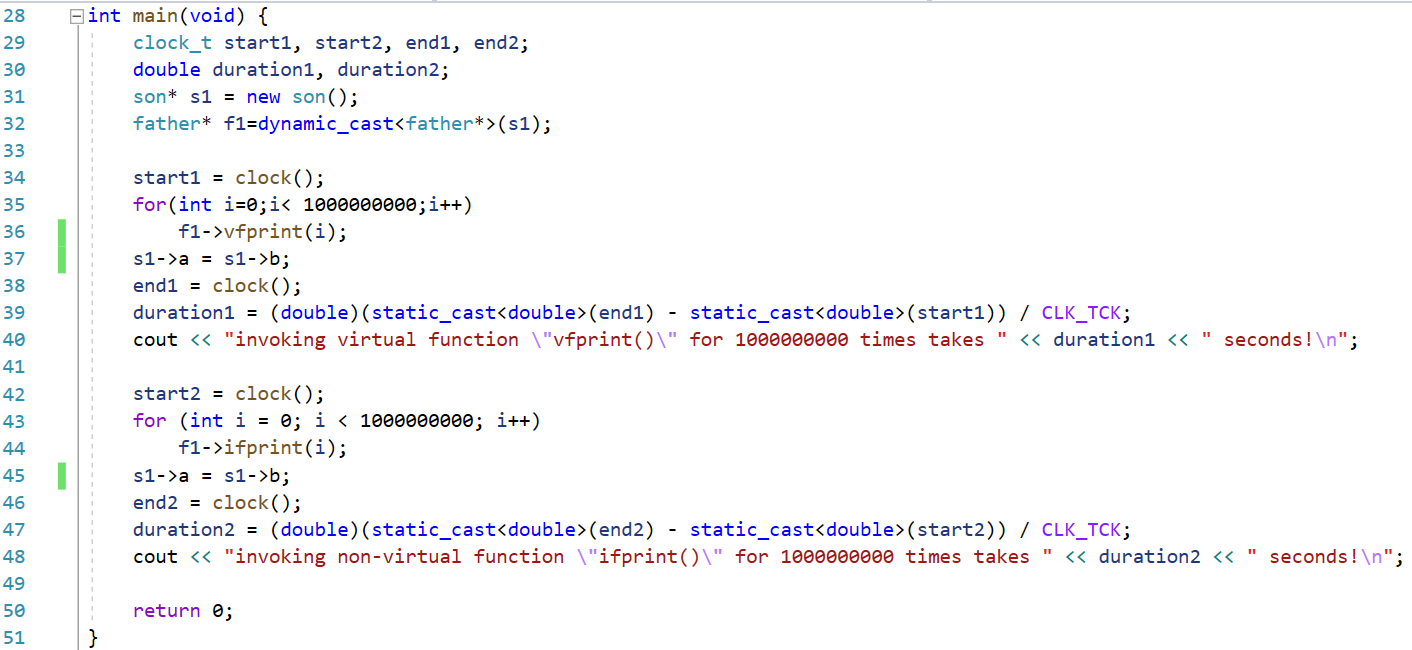 28 int main(void) {
29     clock_t start1, start2, end1, end2;
30     double duration1, duration2;
31     son* s1 = new son();
32     father* f1=dynamic_cast<father*>(s1);
33
34     start1 = clock();
35     for(int i=0;i< 1000000000;i++)
36         f1->vfprint(i);
37     s1->a = s1->b;
38     end1 = clock();
39     duration1 = (double)(static_cast<double>(end1) - static_cast<double>(start1)) / CLK_TCK;
40     cout << "invoking virtual function \"vfprint()\" for 1000000000 times takes " << duration1 << " seconds!\n";
41
42     start2 = clock();
43     for (int i = 0; i < 1000000000; i++)
44         f1->ifprint(i);
45     s1->a = s1->b;
46     end2 = clock();
47     duration2 = (double)(static_cast<double>(end2) - static_cast<double>(start2)) / CLK_TCK;
48     cout << "invoking non-virtual function \"ifprint()\" for 1000000000 times takes " << duration2 << " seconds!\n";
49
50     return 0;
51 }